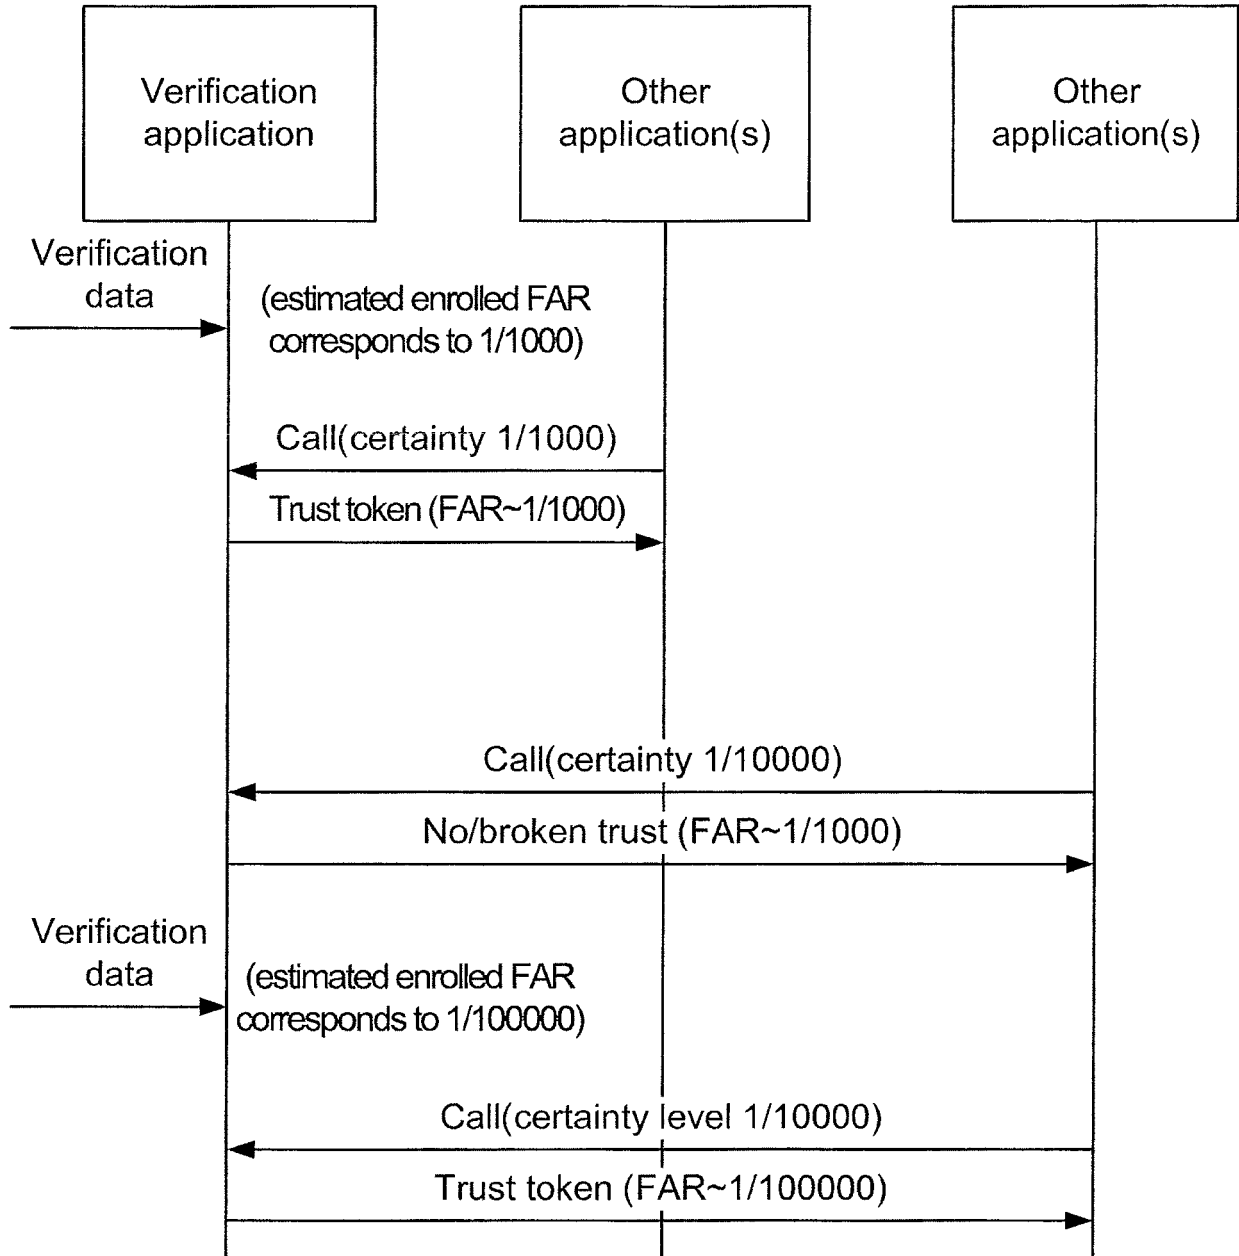 Verification
application
Other
application(s)
Other
application(s)
Verification
data
(estimated enrolled FAR
corresponds to 1/1000)
Call(certainty 1/1000)
Trust token (FAR~1/1000)
Call(certainty 1/10000)
No/broken trust (FAR~1/1000)
Verification
data
(estimated enrolled FAR
corresponds to 1/100000)
Call(certainty level 1/10000)
Trust token (FAR~1/100000)